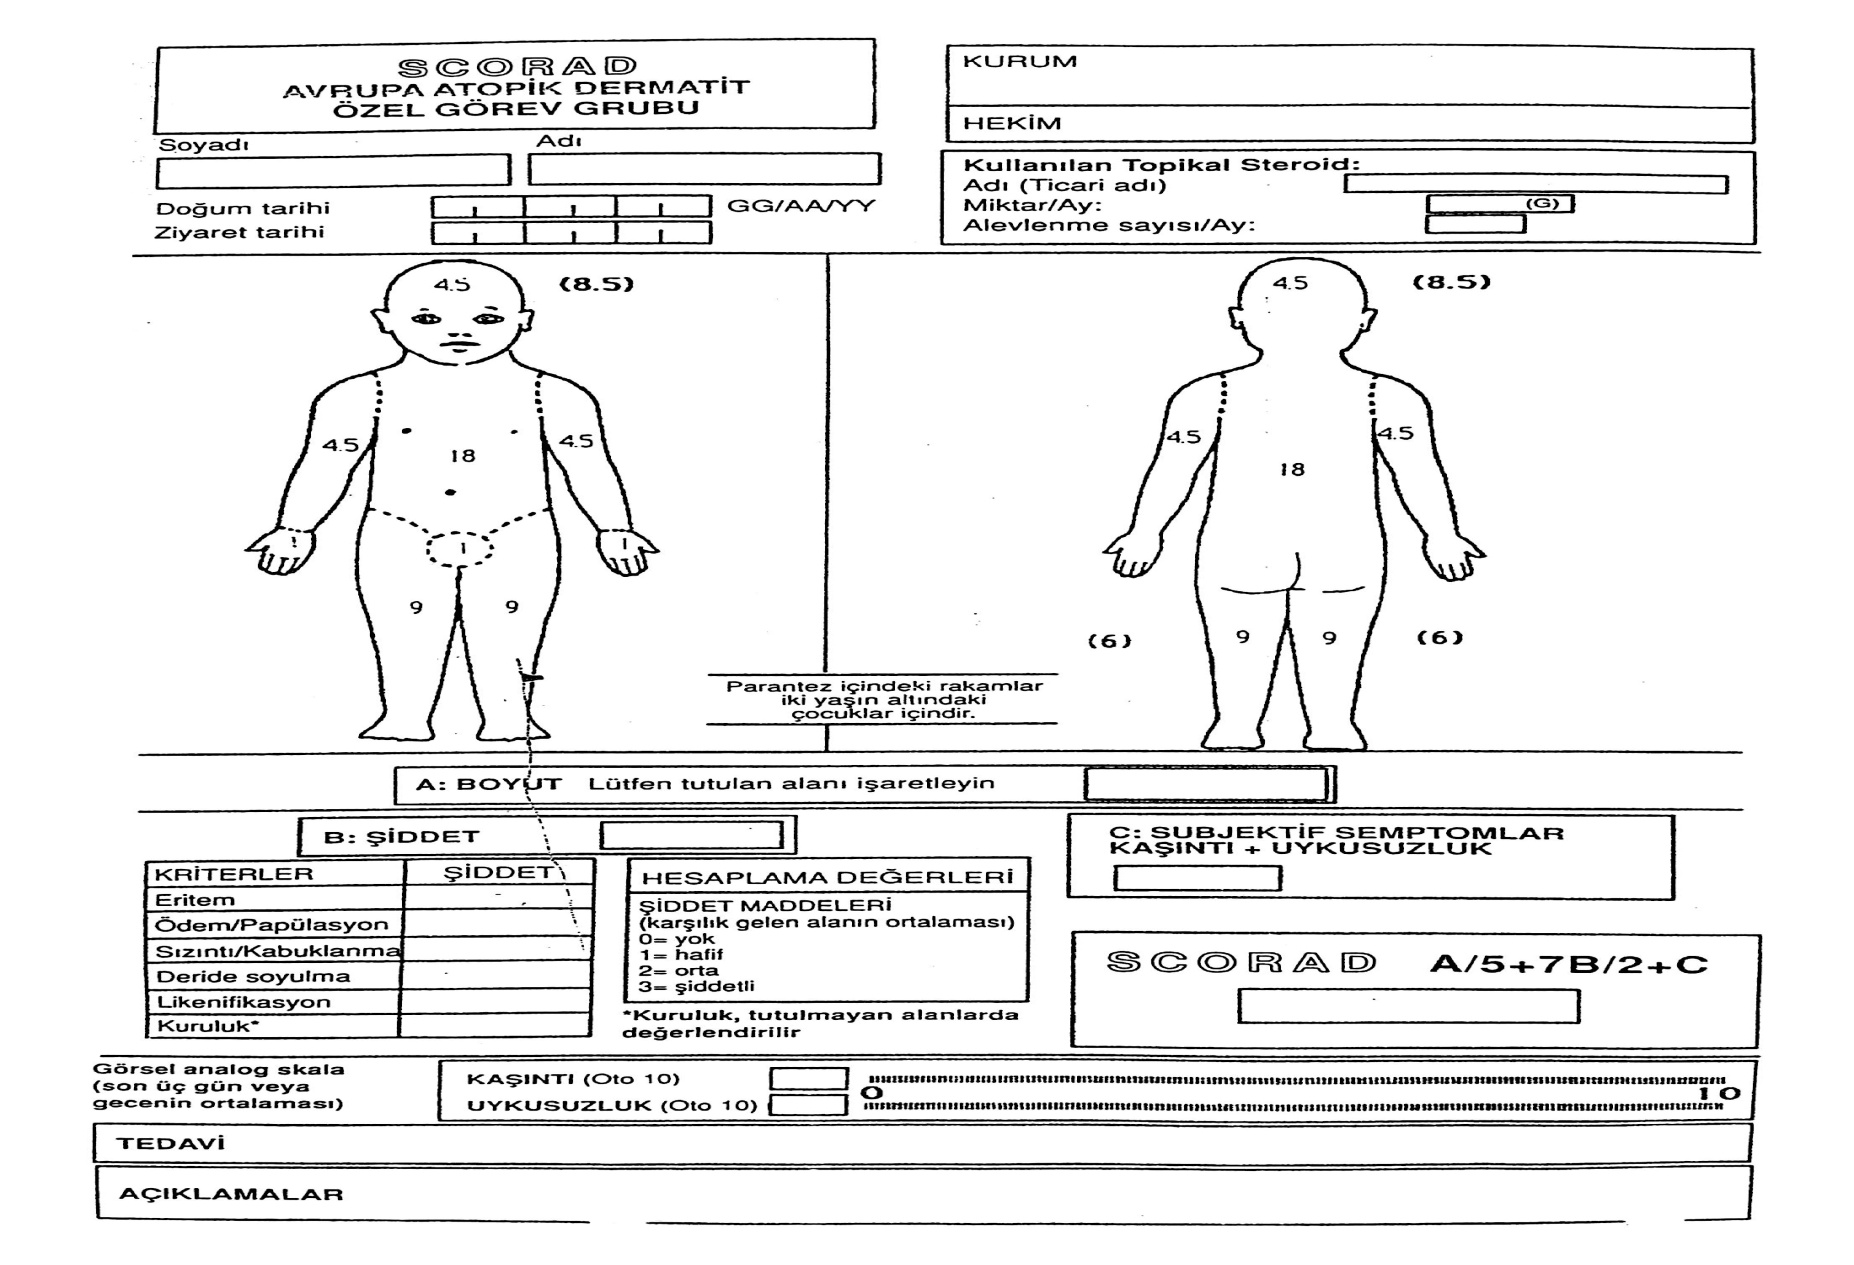 SCORAD
AVRUPA ATOPİK DERMATİT
ÖZEL GÖREV GRUBU
KURUM
HEKİM
Soyadı Adı
Doğum tarihi GG/AA/YY
Ziyaret tarihi
Kullanılan Topikal Steroid:
Adı (Ticari adı)
Miktar/Ay: (G)
Alevlenme sayısı/Ay:
4.5 (8.5)
4.5 18 4.5
1 1 1
9 9
4.5 (8.5)
4.5 18 4.5
(6) 9 9 (6)
Parantez içindeki rakamlar
iki yaşın altındaki
çocuklar içindir.
A: BOYUT Lütfen tutulan alanı işaretleyin
B: ŞİDDET
KRİTERLER ŞİDDET
Eritem
Ödem/Papülasyon
Sızıntı/Kabuklanma
Deride soyulma
Likenifikasyon
Kuruluk*
HESAPLAMA DEĞERLERİ
ŞİDDET MADDELERİ
(karşılık gelen alanın ortalaması)
0= yok
1= hafif
2= orta
3= şiddetli
*Kuruluk, tutulmayan alanlarda
değerlendirilir
C: SUBJEKTİF SEMPTOMLAR
KAŞINTI + UYKUSUZLUK
SCORAD A/5+7B/2+C
Görsel analog skala
(son üç gün veya
gecenin ortalaması)
KAŞINTI (Oto 10)
UYKUSUZLUK (Oto 10)
0 10
TEDAVİ
AÇIKLAMALAR